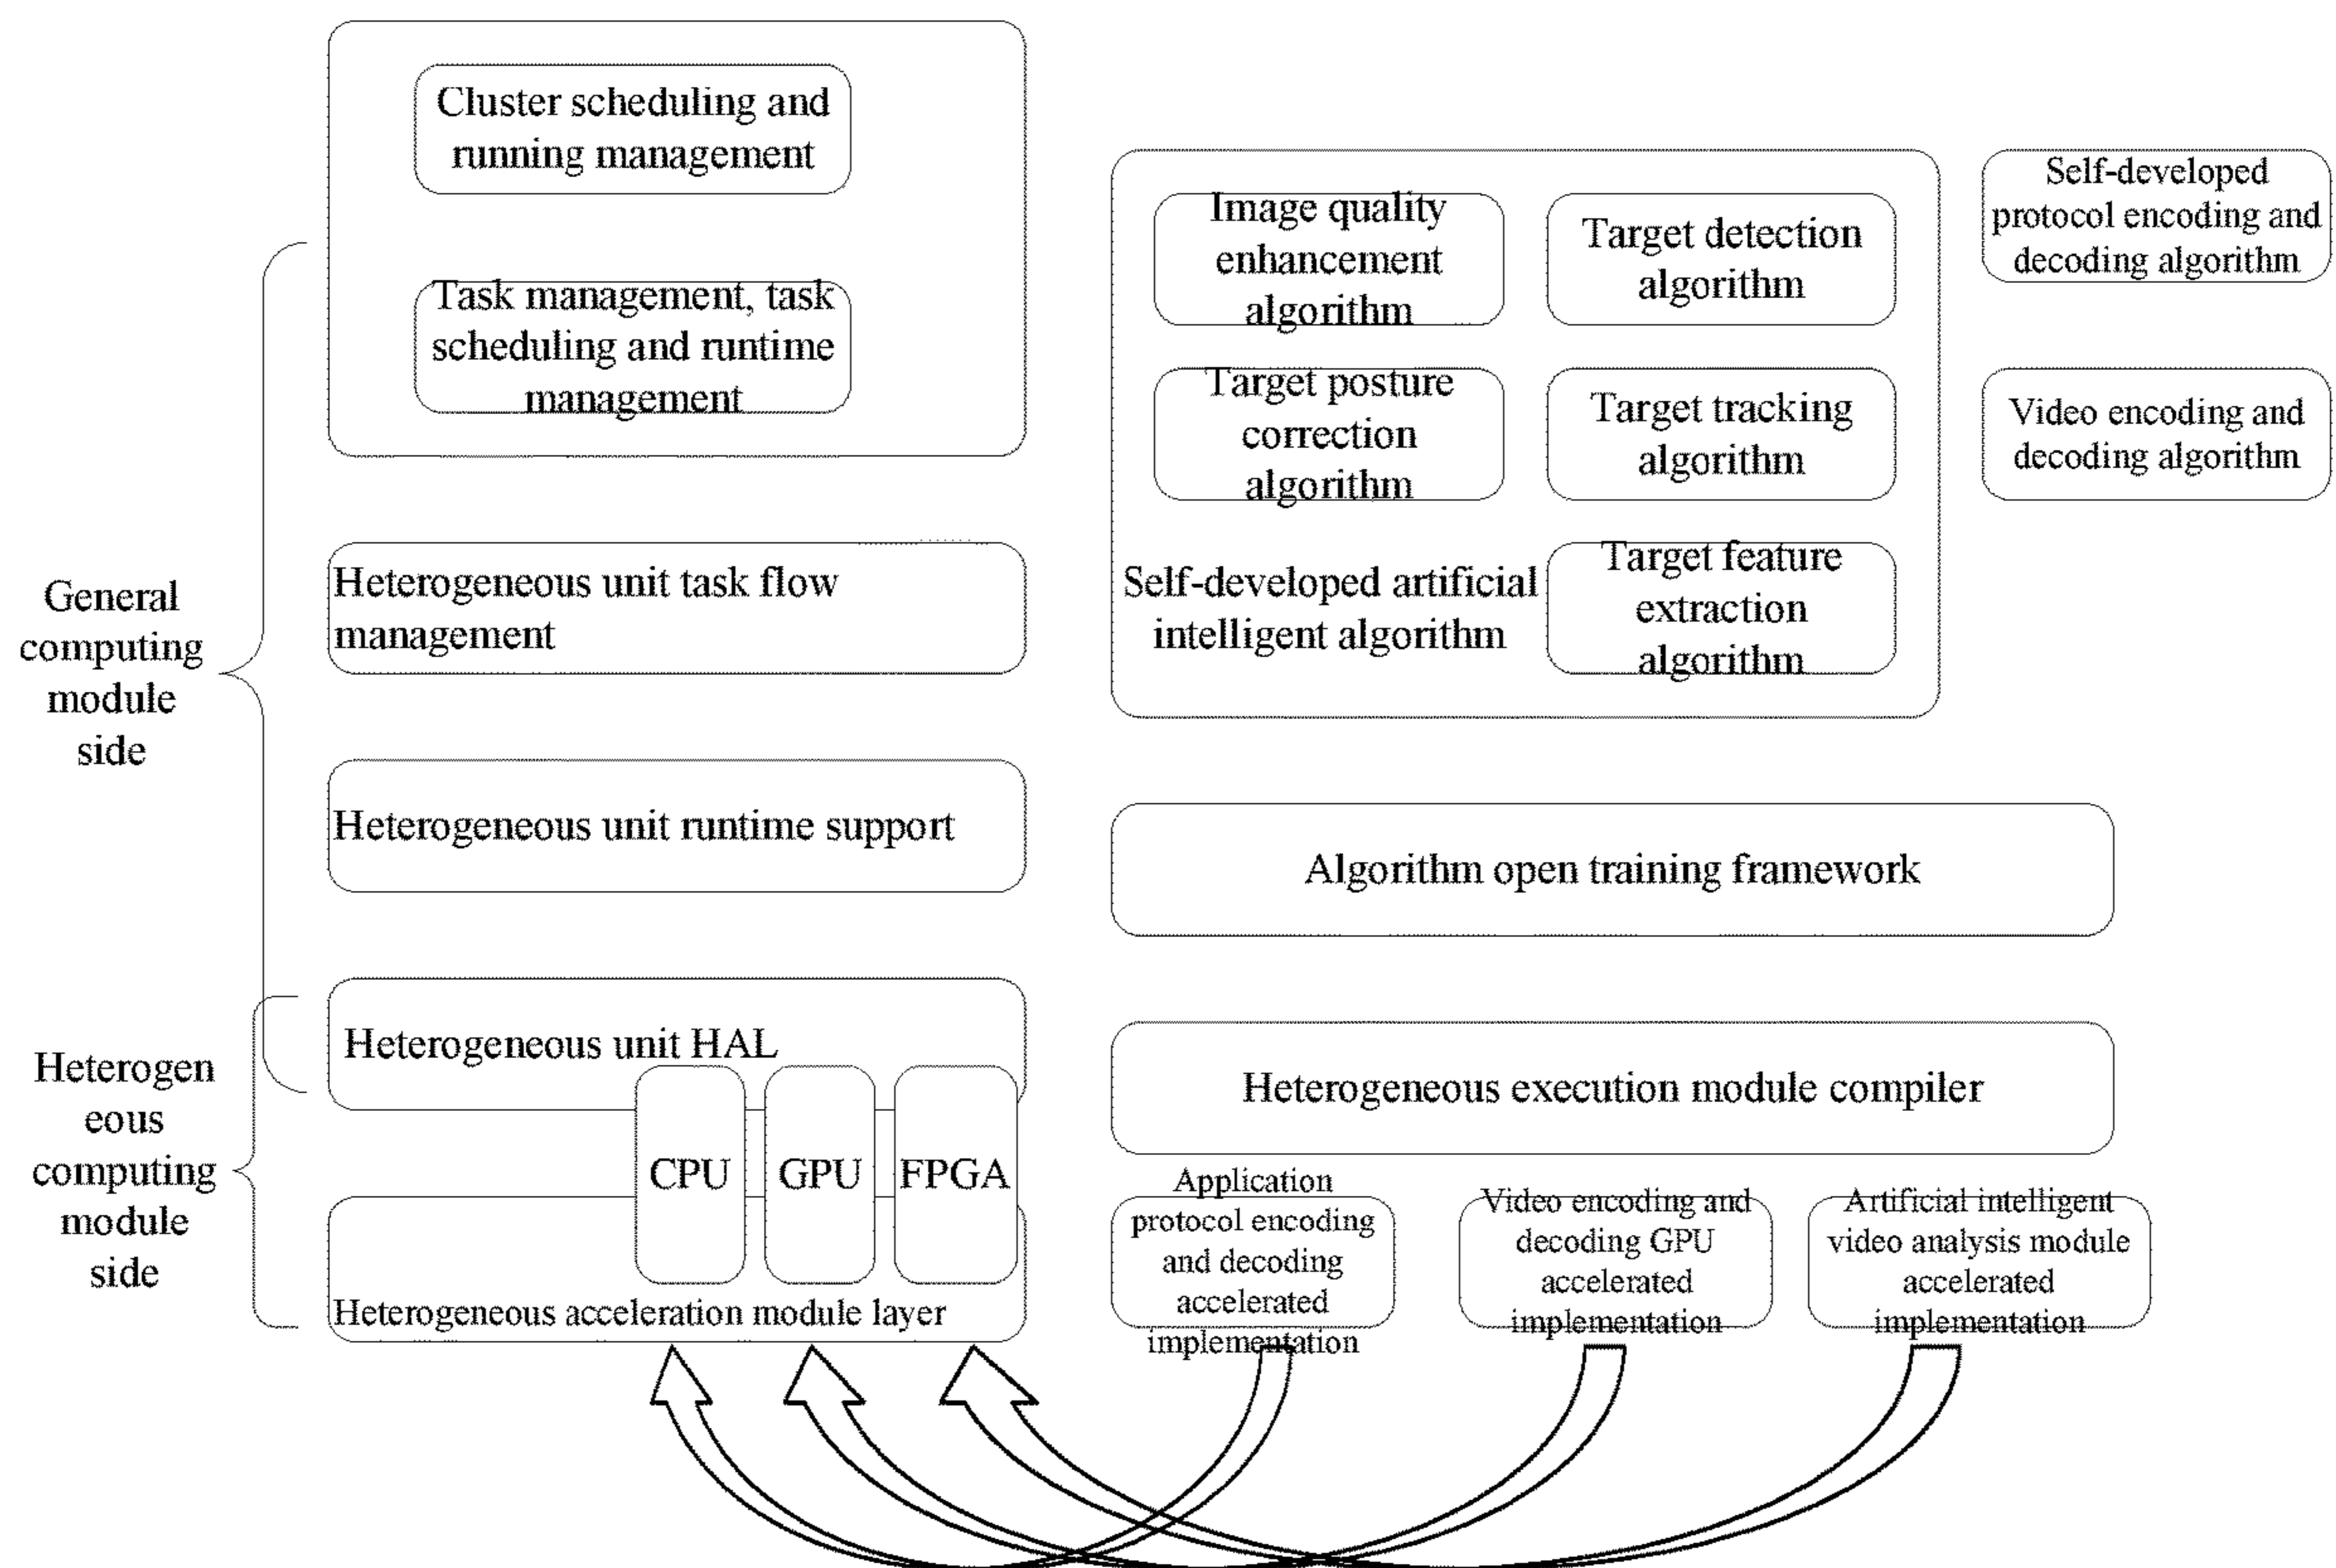 Cluster scheduling and
running management
Task management, task
scheduling and runtime
management
General
computing
module
side
Heterogeneous unit task flow
management
Heterogeneous unit runtime support
Heterogen
eous
computing
module
side
Heterogeneous unit HAL
CPU
GPU
FPGA
Heterogeneous acceleration module layer
Image quality
enhancement
algorithm
Target detection
algorithm
Self-developed
protocol encoding and
decoding algorithm
Target posture
correction
algorithm
Target tracking
algorithm
Video encoding and
decoding algorithm
Self-developed artificial
intelligent algorithm
Target feature
extraction
algorithm
Algorithm open training framework
Heterogeneous execution module compiler
Application
protocol encoding
and decoding
accelerated
implementation
Video encoding and
decoding GPU
accelerated
implementation
Artificial intelligent
video analysis module
accelerated
implementation